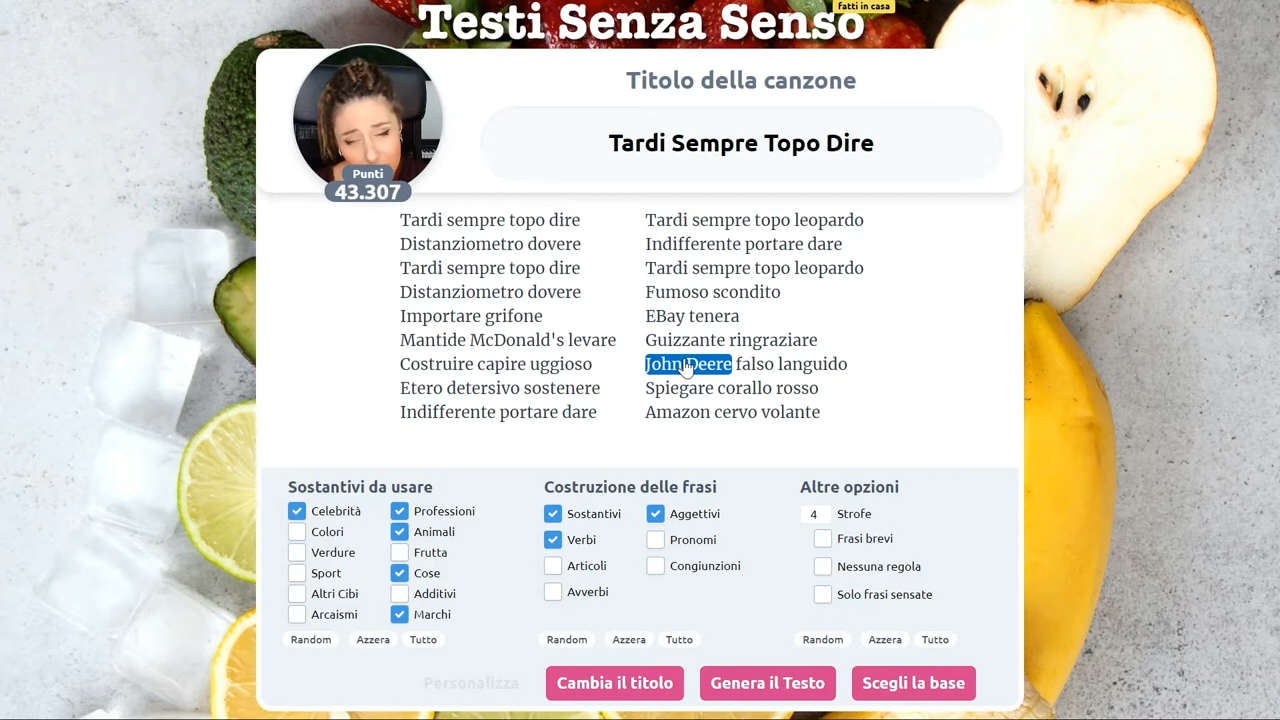 fatti in casa
Testi Senza Senso
Titolo della canzone
Tardi Sempre Topo Dire
Punti
43.307
Tardi sempre topo dire
Distanziometro dovere
Tardi sempre topo dire
Distanziometro dovere
Importare grifone
Mantide McDonald's levare
Costruire capire uggioso
Etero detersivo sostenere
Indifferente portare dare
Tardi sempre topo leopardo
Indifferente portare dare
Tardi sempre topo leopardo
Fumoso scondito
EBay tenera
Guizzante ringraziare
John Deere falso languido
Spiegare corallo rosso
Amazon cervo volante
Sostantivi da usare
Celebrità
Colori
Verdure
Sport
Altri Cibi
Arcaismi
Professioni
Animali
Frutta
Cose
Additivi
Marchi
Random Azzera Tutto
Costruzione delle frasi
Sostantivi
Verbi
Articoli
Avverbi
Aggettivi
Pronomi
Congiunzioni
Random Azzera Tutto
Altre opzioni
4 Strofe
Frasi brevi
Nessuna regola
Solo frasi sensate
Random Azzera Tutto
Personalizza
Cambia il titolo
Genera il Testo
Scegli la base